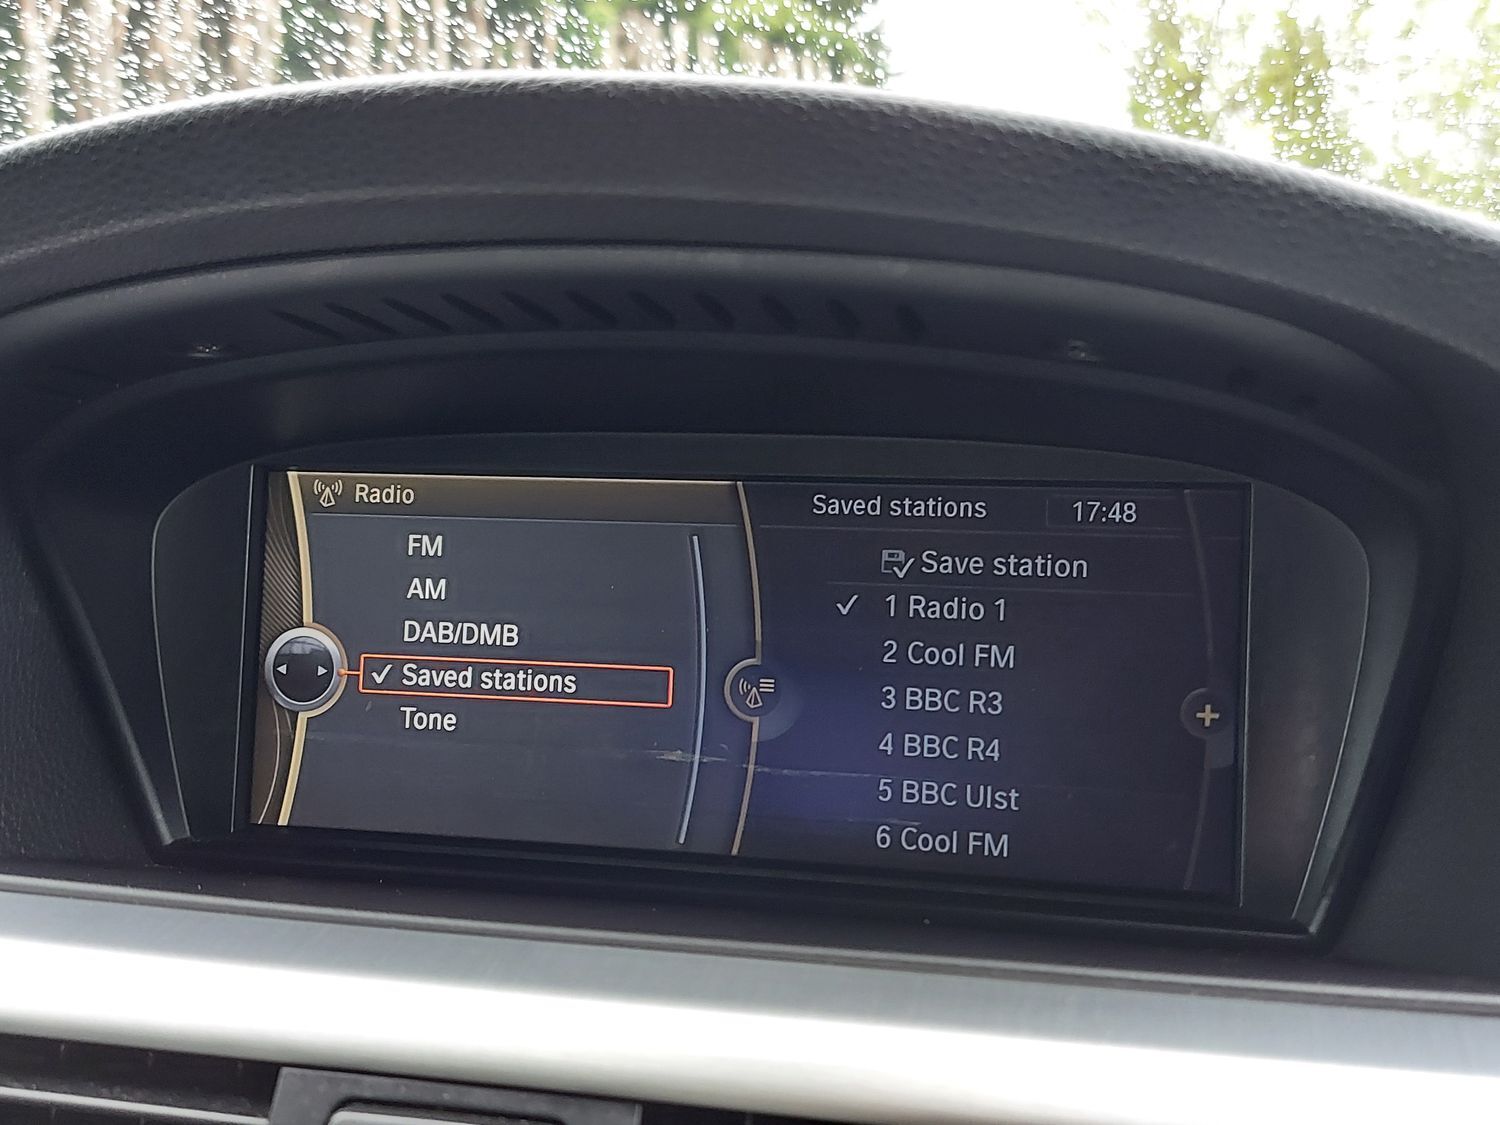 Radio
FM
AM
DAB/DMB
Saved stations
Tone
Saved stations 17:48
Save station
1 Radio 1
2 Cool FM
3 BBC R3
4 BBC R4
5 BBC Ulst
6 Cool FM